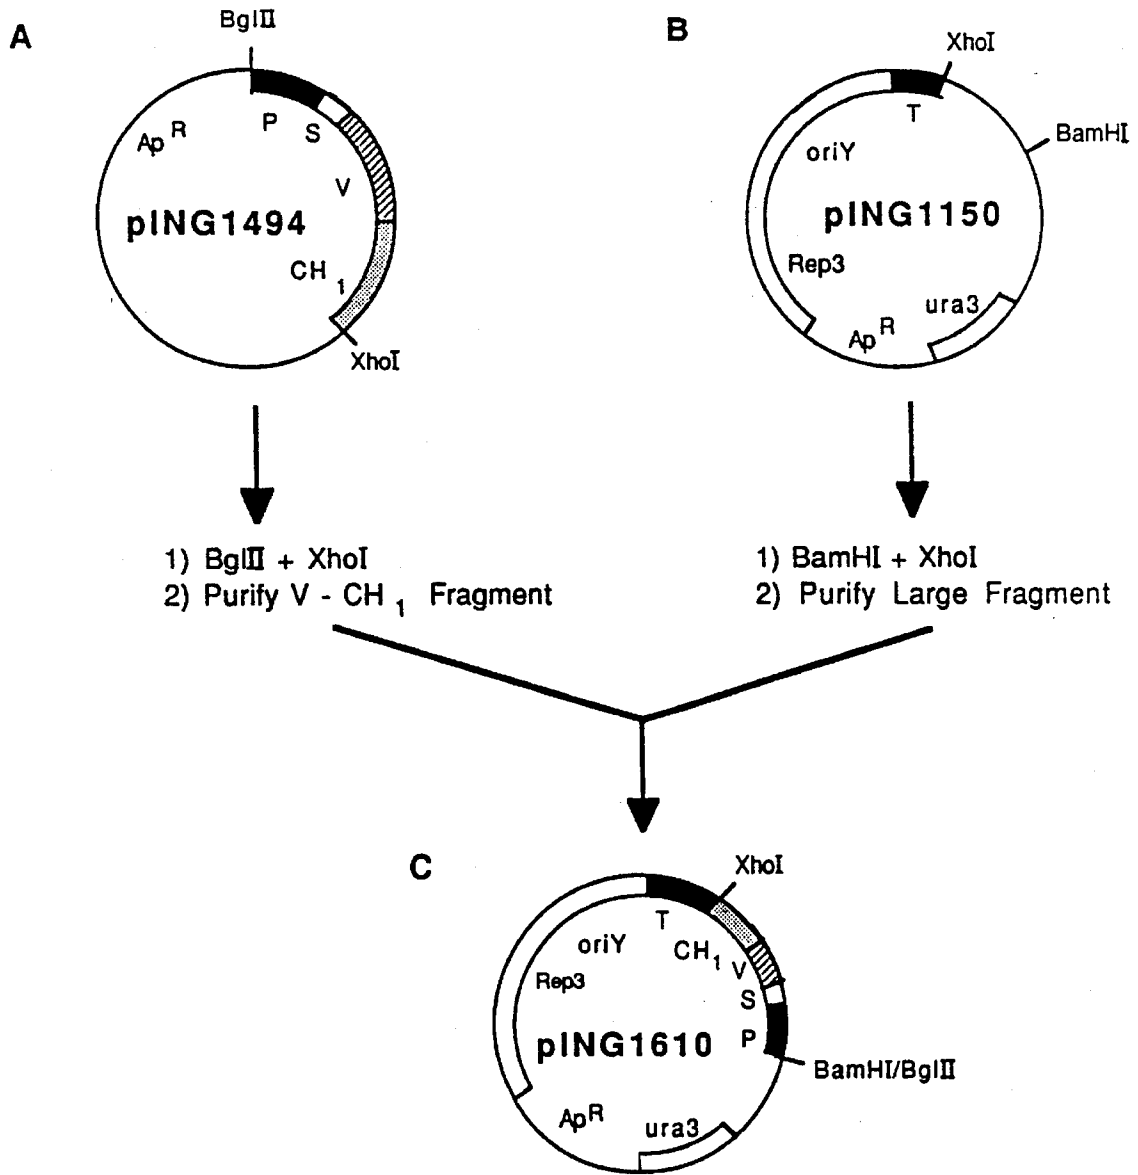 A
BglII
P
S
Ap R
V
pING1494
CH 1
XhoI
B
XhoI
T
BamHI
oriY
pING1150
Rep3
ura3
Ap R
1) BglII + XhoI
2) Purify V - CH 1 Fragment
1) BamHI + XhoI
2) Purify Large Fragment
C
XhoI
T
oriY
CH 1
V
Rep3
S
pING1610
P
BamHI/BglII
Ap R
ura3